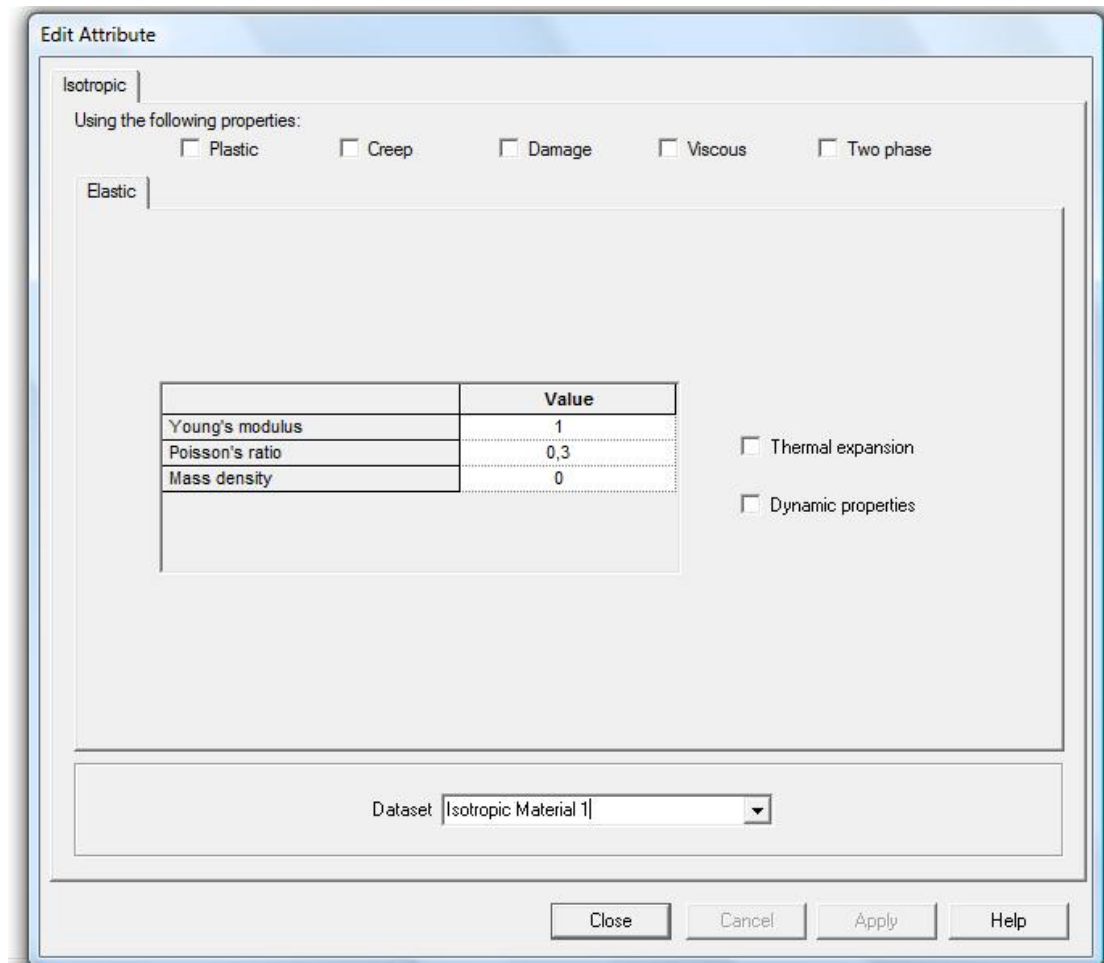 Edit Attribute
Isotropic
Using the following properties:
Plastic Creep Damage Viscous Two phase
Elastic
Value
Young's modulus 1
Poisson's ratio 0,3
Mass density 0
Thermal expansion
Dynamic properties
Dataset Isotropic Material 1
Close Cancel Apply Help